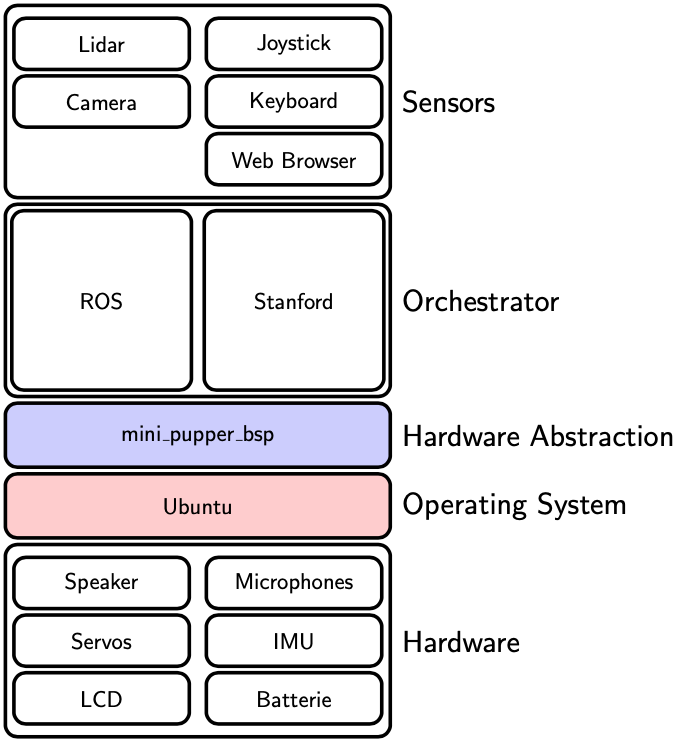 Lidar
Joystick
Camera
Keyboard
Web Browser
Sensors
ROS
Stanford
Orchestrator
mini_pupper_bsp
Hardware Abstraction
Ubuntu
Operating System
Speaker
Microphones
Servos
IMU
LCD
Batterie
Hardware